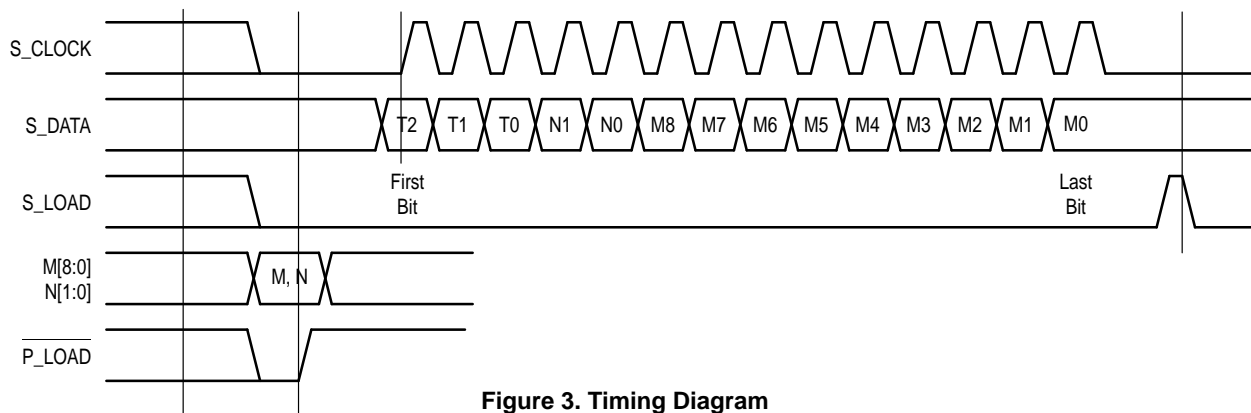 S_CLOCK
S_DATA
T2 T1 T0 N1 N0 M8 M7 M6 M5 M4 M3 M2 M1 M0
First
Bit
Last
Bit
S_LOAD
M[8:0]
N[1:0]
M, N
P_LOAD
Figure 3. Timing Diagram